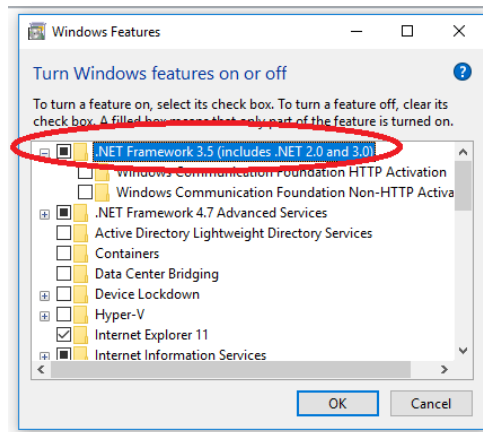 Windows Features
Turn Windows features on or off
To turn a feature on, select its check box. To turn a feature off, clear its
check box. A filled box means that only part of the feature is turned on.
.NET Framework 3.5 (includes .NET 2.0 and 3.0)
Windows Communication Foundation HTTP Activation
Windows Communication Foundation Non-HTTP Activa
.NET Framework 4.7 Advanced Services
Active Directory Lightweight Directory Services
Containers
Data Center Bridging
Device Lockdown
Hyper-V
Internet Explorer 11
Internet Information Services
OK
Cancel